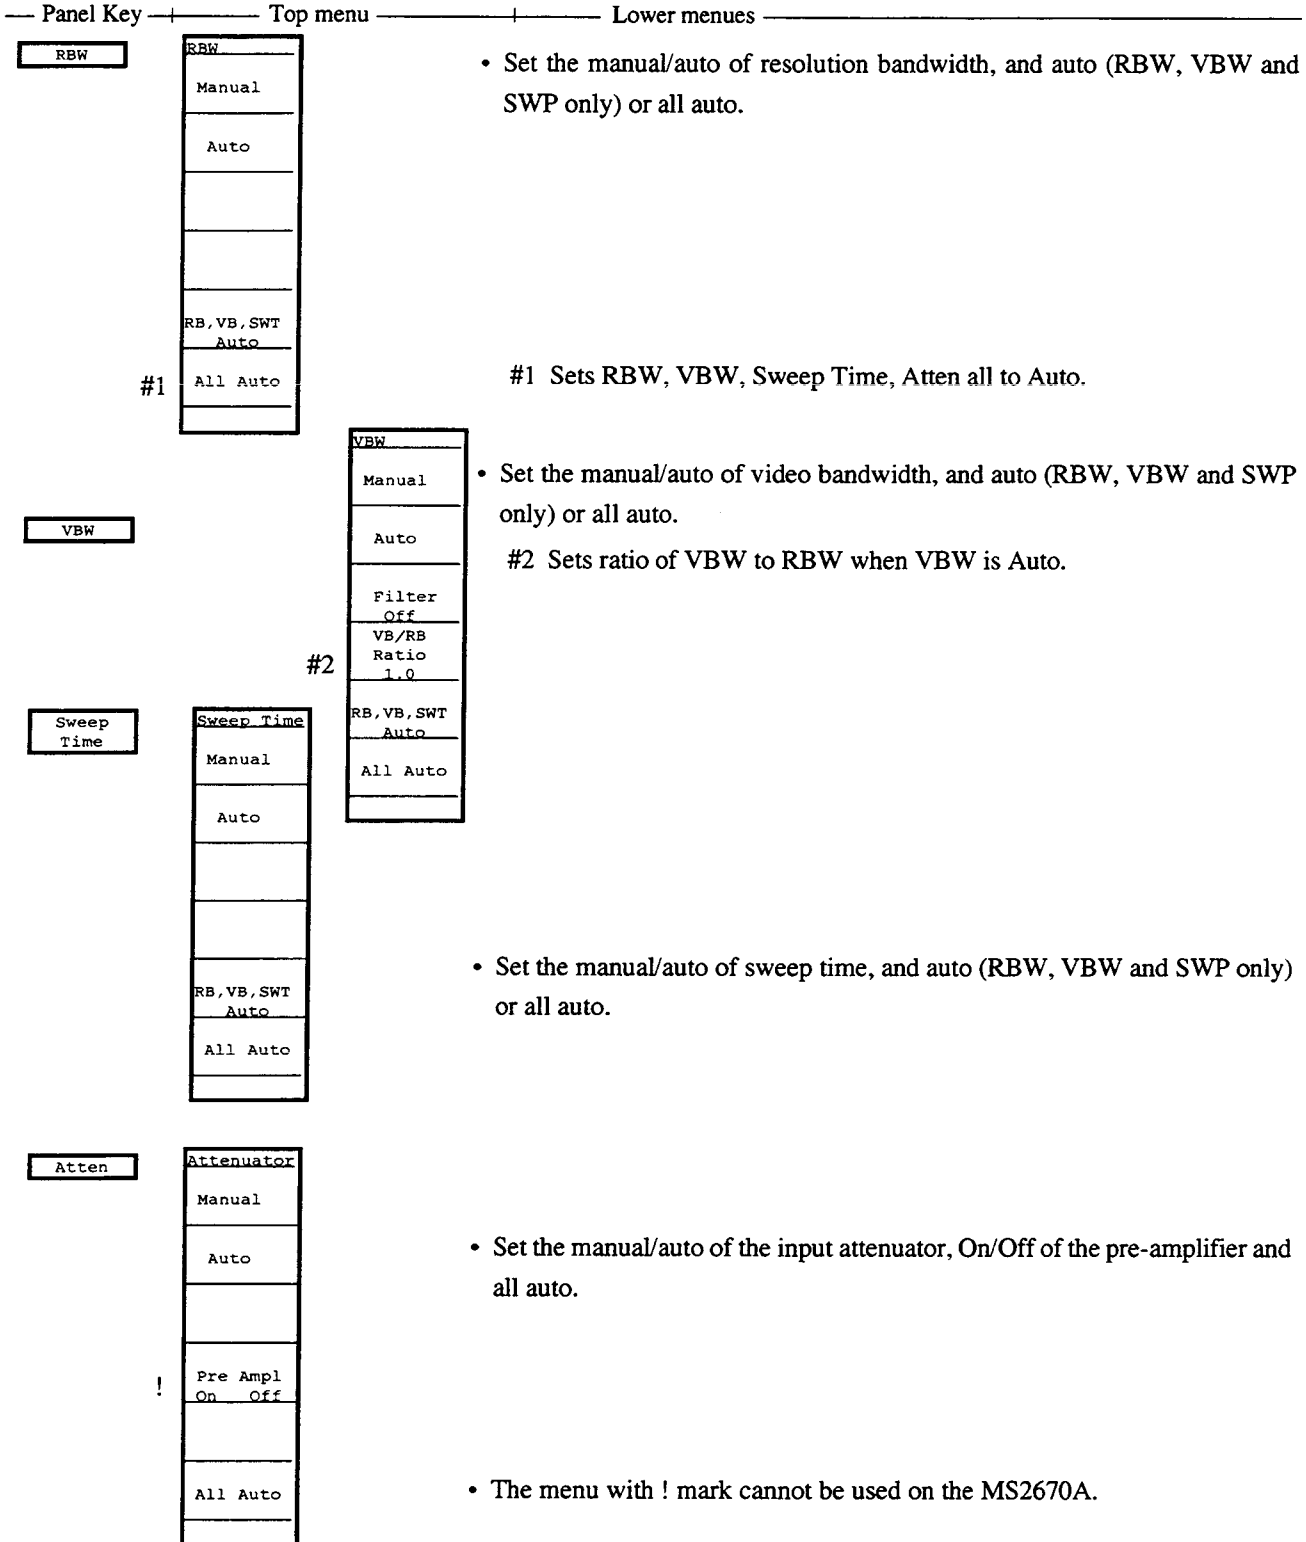 Panel Key Top menu Lower menues
RBW
RBW
Manual
Auto
RB,VB,SWT
Auto
#1 All Auto
• Set the manual/auto of resolution bandwidth, and auto (RBW, VBW and
SWP only) or all auto.
#1 Sets RBW, VBW, Sweep Time, Atten all to Auto.
VBW
VBW
Manual
Auto
Filter
Off
#2
VB/RB
Ratio
1.0
RB,VB,SWT
Auto
All Auto
• Set the manual/auto of video bandwidth, and auto (RBW, VBW and SWP
only) or all auto.
#2 Sets ratio of VBW to RBW when VBW is Auto.
Sweep
Time
Sweep Time
Manual
Auto
RB,VB,SWT
Auto
All Auto
• Set the manual/auto of sweep time, and auto (RBW, VBW and SWP only)
or all auto.
Atten
Attenuator
Manual
Auto
! Pre Ampl
On Off
All Auto
• Set the manual/auto of the input attenuator, On/Off of the pre-amplifier and
all auto.
• The menu with ! mark cannot be used on the MS2670A.